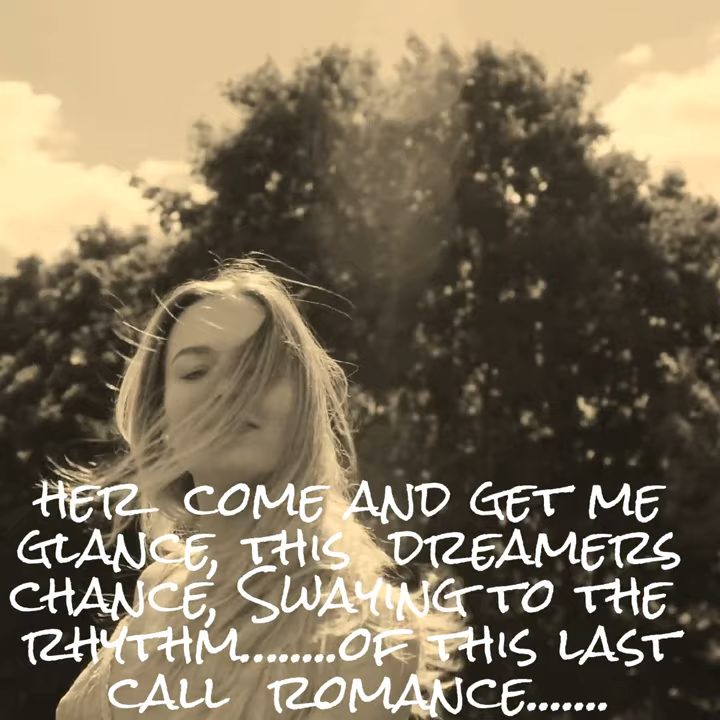 HER COME AND GET ME
GLANCE, THIS DREAMERS
CHANCE, SWAYING TO THE
RHYTHM........OF THIS LAST
CALL ROMANCE.......